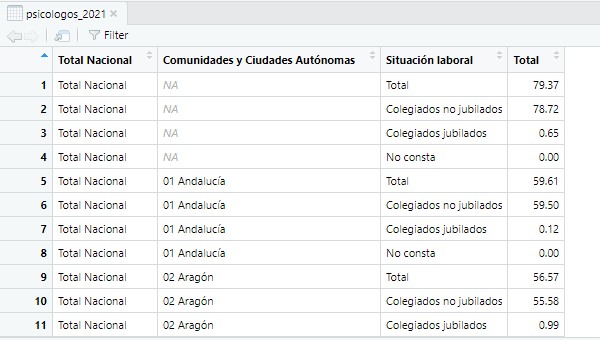 psicologos_2021
Filter
Total Nacional Comunidades y Ciudades Autónomas Situación laboral Total
1 Total Nacional NA Total 79.37
2 Total Nacional NA Colegiados no jubilados 78.72
3 Total Nacional NA Colegiados jubilados 0.65
4 Total Nacional NA No consta 0.00
5 Total Nacional 01 Andalucía Total 59.61
6 Total Nacional 01 Andalucía Colegiados no jubilados 59.50
7 Total Nacional 01 Andalucía Colegiados jubilados 0.12
8 Total Nacional 01 Andalucía No consta 0.00
9 Total Nacional 02 Aragón Total 56.57
10 Total Nacional 02 Aragón Colegiados no jubilados 55.58
11 Total Nacional 02 Aragón Colegiados jubilados 0.99